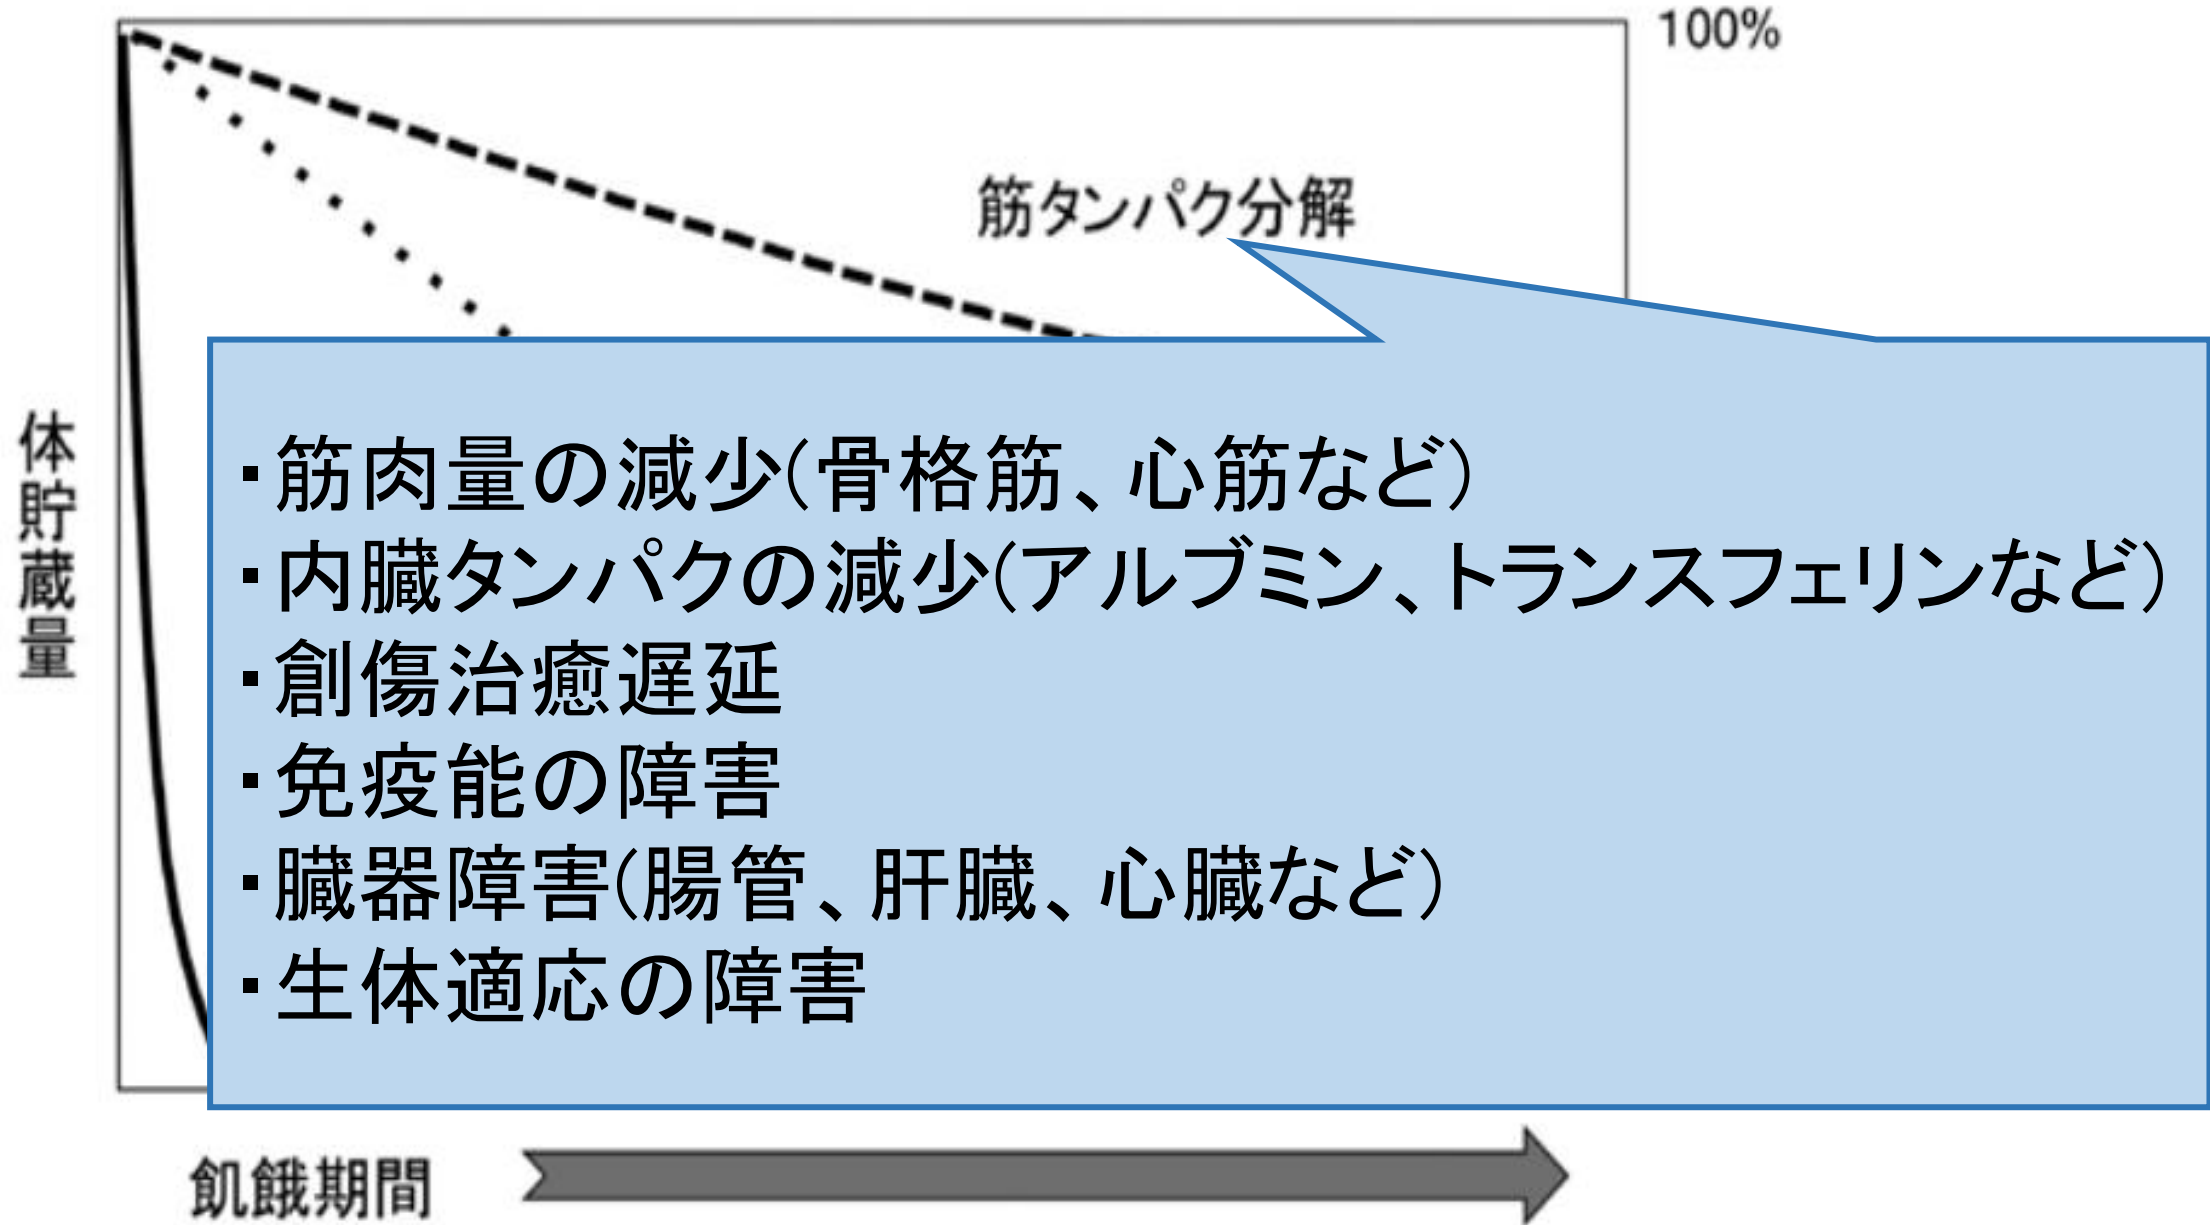 100%
筋タンパク分解
体貯蔵量
・筋肉量の減少(骨格筋、心筋など)
・内臓タンパクの減少(アルブミン、トランスフェリンなど)
・創傷治癒遅延
・免疫能の障害
・臓器障害(腸管、肝臓、心臓など)
・生体適応の障害
飢餓期間